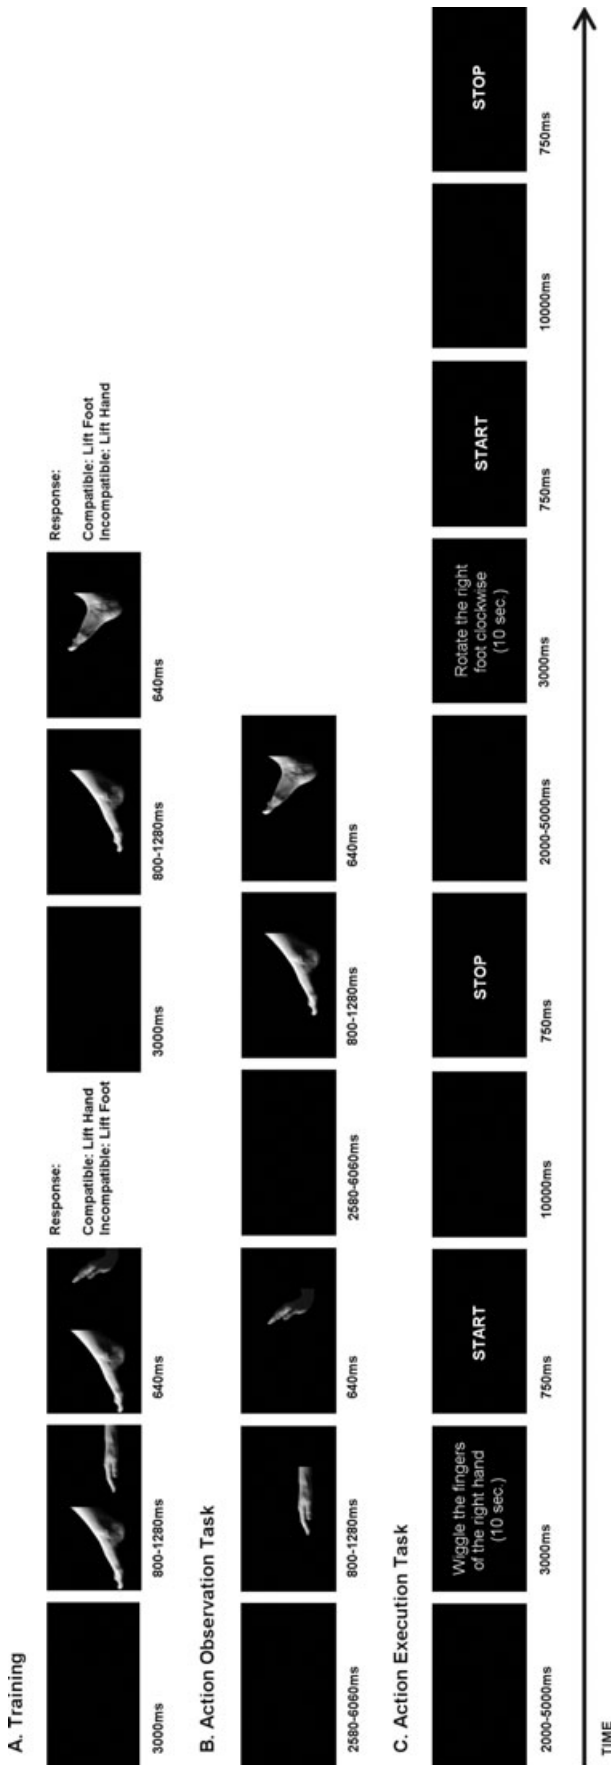 A. Training
Response:
Compatible: Lift Hand
Incompatible: Lift Foot
Response:
Compatible: Lift Foot
Incompatible: Lift Hand
3000ms
800-1280ms
640ms
3000ms
800-1280ms
640ms
B. Action Observation Task
2580-6060ms
800-1280ms
640ms
2580-6060ms
800-1280ms
640ms
C. Action Execution Task
Wiggle the fingers
of the right hand
(10 sec.)
START
STOP
Rotate the right
foot clockwise
(10 sec.)
START
STOP
2000-5000ms
3000ms
750ms
10000ms
750ms
2000-5000ms
3000ms
750ms
10000ms
750ms
TIME